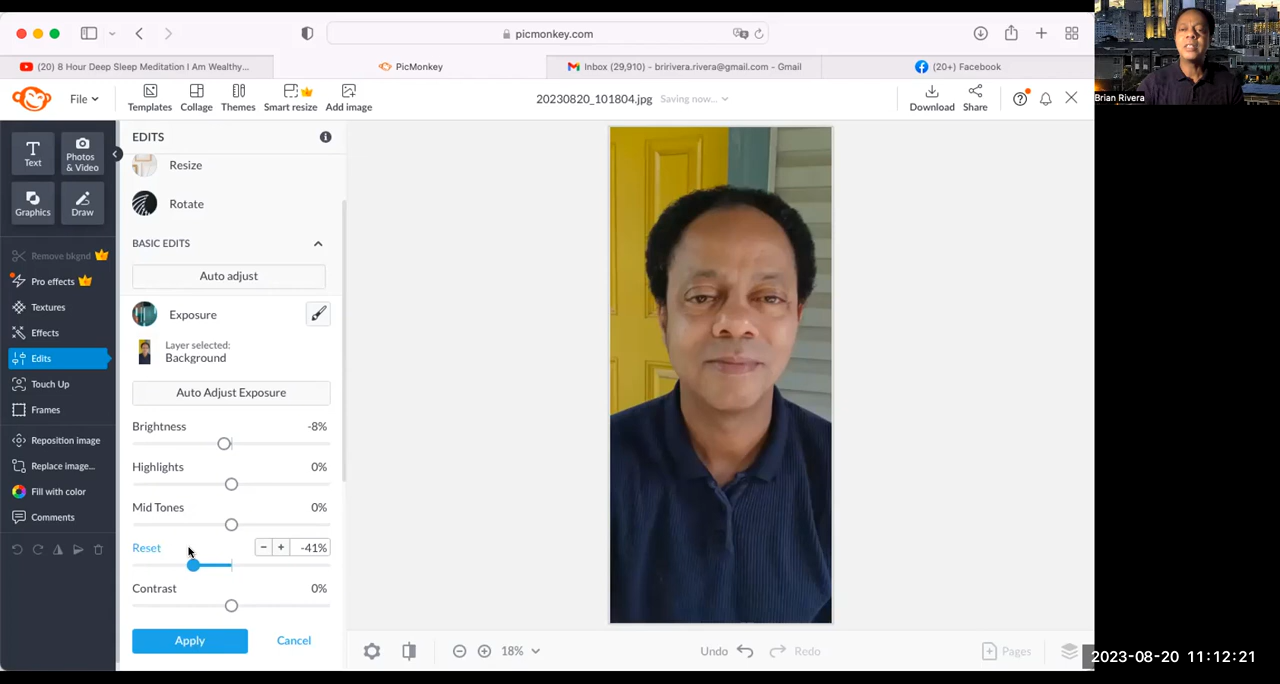 picmonkey.com
(20) 8 Hour Deep Sleep Meditation I Am Wealthy...
PicMonkey
Inbox (29,910) - bririvera.rivera@gmail.com - Gmail
(20+) Facebook
Brian Rivera
File
Templates
Collage
Themes
Smart resize
Add image
20230820_101804.jpg
Saving now...
Download
Share
Text
Photos & Video
Graphics
Draw
Remove bkgnd
Pro effects
Textures
Effects
Edits
Touch Up
Frames
Reposition image
Replace image...
Fill with color
Comments
EDITS
Resize
Rotate
BASIC EDITS
Auto adjust
Exposure
Layer selected:
Background
Auto Adjust Exposure
Brightness -8%
Highlights 0%
Mid Tones 0%
Reset - + -41%
Contrast 0%
Apply
Cancel
18%
Undo
Redo
Pages
2023-08-20 11:12:21